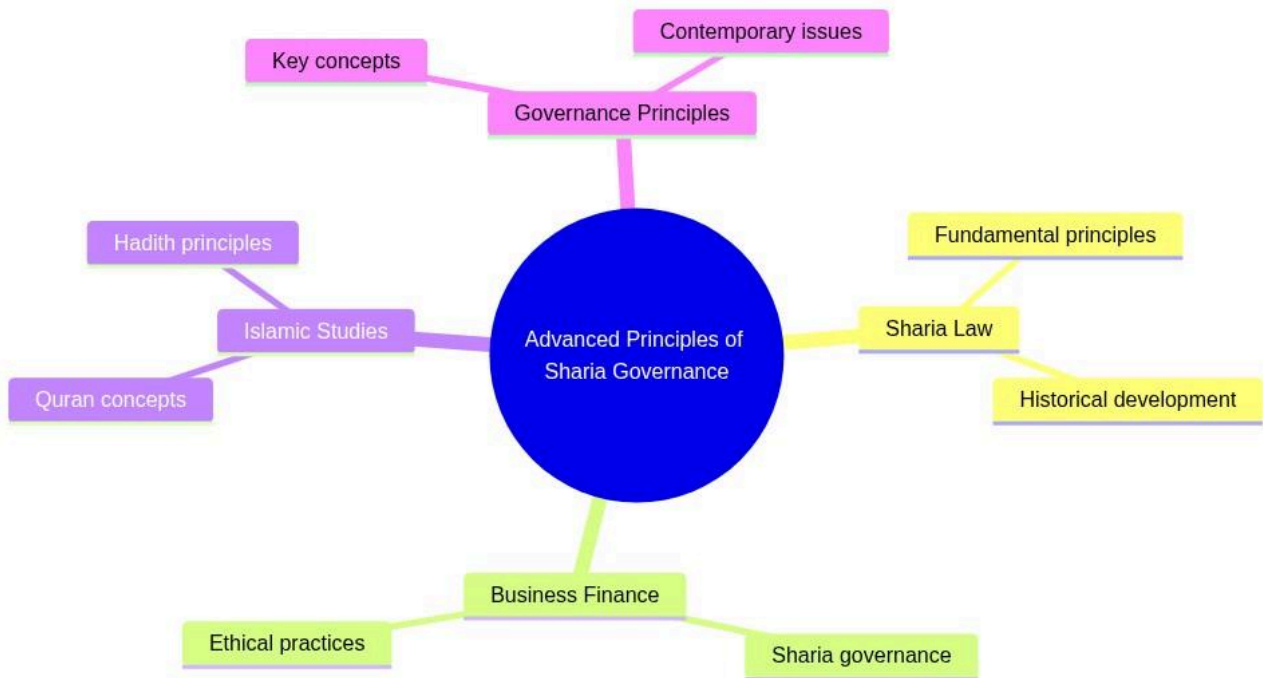 Contemporary issues
Key concepts
Governance Principles
Hadith principles
Fundamental principles
Islamic Studies
Advanced Principles of
Sharia Governance
Sharia Law
Quran concepts
Historical development
Business Finance
Ethical practices
Sharia governance